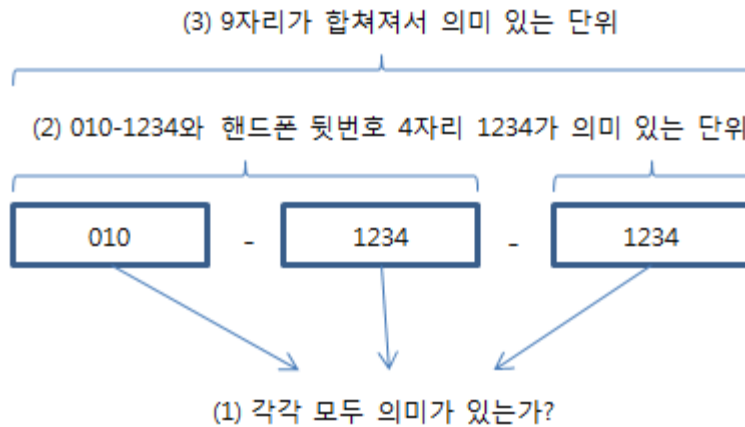 (3) 9자리가 합쳐져서 의미 있는 단위
(2) 010-1234와 핸드폰 뒷번호 4자리 1234가 의미 있는 단위
010 - 1234 - 1234
(1) 각각 모두 의미가 있는가?